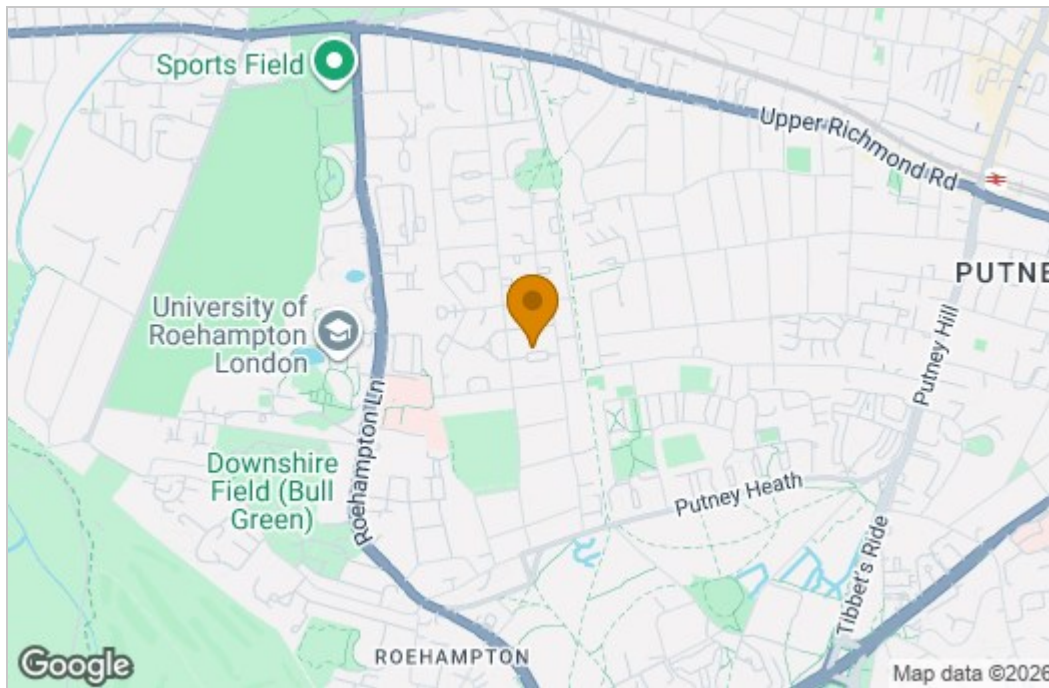 Sports Field
Upper Richmond Rd
PUTNE
University of
Roehampton
London
Putney Hill
Roehampton Ln
Downshire
Field (Bull
Green)
Putney Heath
Tibbet's Ride
ROEHAMPTON
Google
Map data ©2026